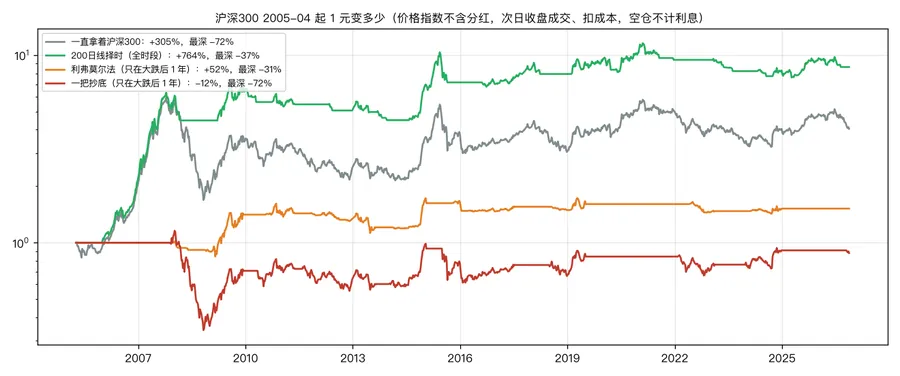 沪深300 2005-04 起 1 元变多少（价格指数不含分红，次日收盘成交、扣成本，空仓不计利息）
一直拿着沪深300：+305%，最深 −72%
200日线择时（全时段）：+764%，最深 −37%
利弗莫尔法（只在大跌后 1 年）：+52%，最深 −31%
一把抄底（只在大跌后 1 年）：−12%，最深 −72%
10¹
10⁰
2007 2010 2013 2016 2019 2022 2025